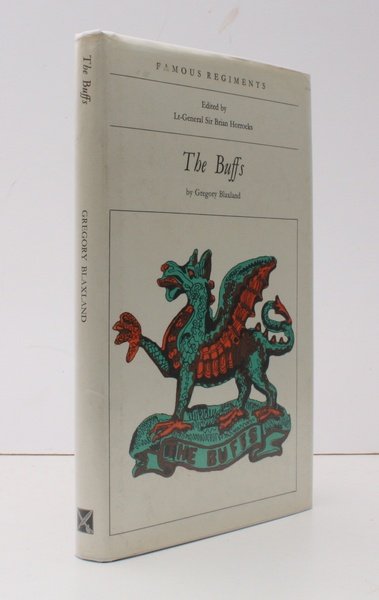 The Buffs
GREGORY BLAXLAND
FAMOUS REGIMENTS
Edited by
Lt-General Sir Brian Horrocks
The Buffs
by Gregory Blaxland
THE BUFFS